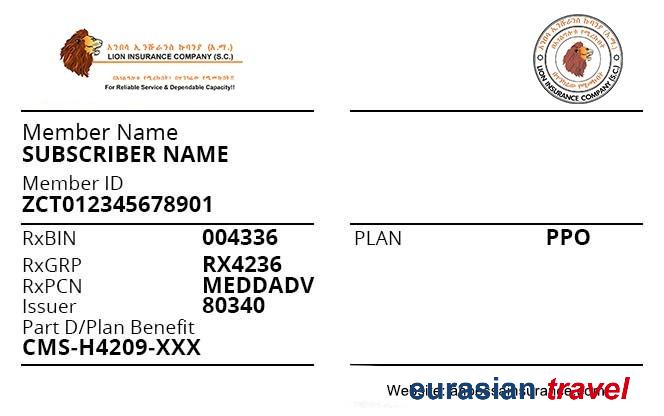 አንበሳ ኢንሹራንስ ኩባንያ (አ.ማ.)
LION INSURANCE COMPANY (S.C.)
For Reliable Service & Dependable Capacity!!
LION INSURANCE COMPANY (S.C.)
Member Name
SUBSCRIBER NAME
Member ID
ZCT012345678901
RxBIN 004336
PLAN PPO
RxGRP RX4236
RxPCN MEDDADV
Issuer 80340
Part D/Plan Benefit
CMS-H4209-XXX
Website:
eurasian travel